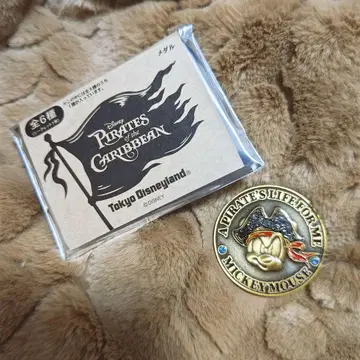 メダル
全6種
Disney
PIRATES
of the
CARIBBEAN
Tokyo Disneyland®
©DISNEY
A PIRATE'S LIFE FOR ME
MICKEY MOUSE